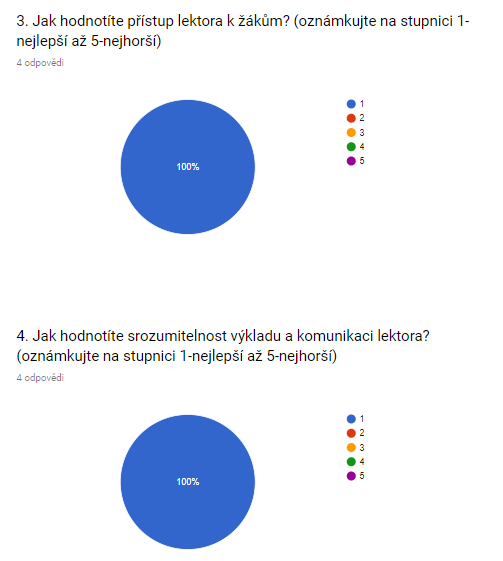 3. Jak hodnotíte přístup lektora k žákům? (oznámkujte na stupnici 1-
nejlepší až 5-nejhorší)
4 odpovědi
1
2
3
4
5
100%
4. Jak hodnotíte srozumitelnost výkladu a komunikaci lektora?
(oznámkujte na stupnici 1-nejlepší až 5-nejhorší)
4 odpovědi
1
2
3
4
5
100%